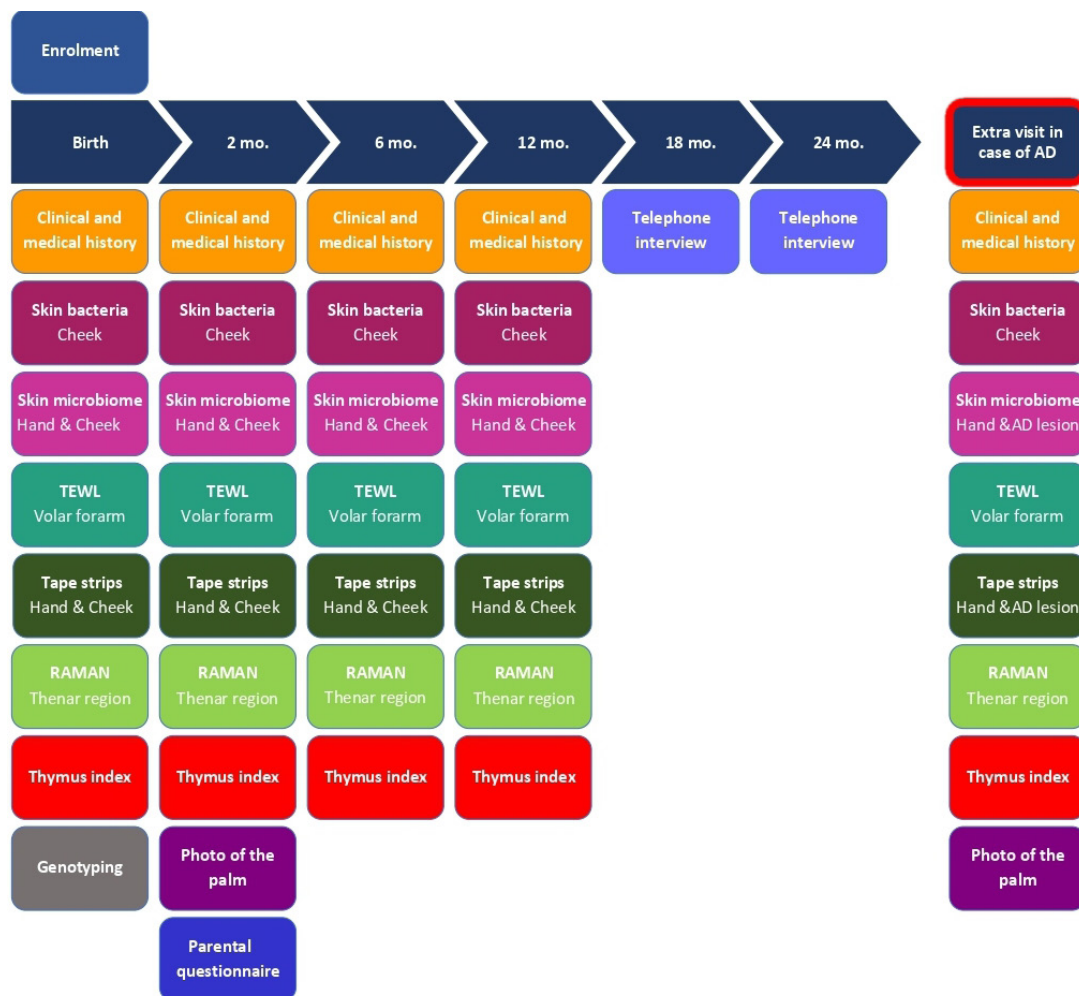 Enrolment
Birth
2 mo.
6 mo.
12 mo.
18 mo.
24 mo.
Extra visit in
case of AD
Clinical and
medical history
Clinical and
medical history
Clinical and
medical history
Clinical and
medical history
Telephone
interview
Telephone
interview
Clinical and
medical history
Skin bacteria
Cheek
Skin bacteria
Cheek
Skin bacteria
Cheek
Skin bacteria
Cheek
Skin bacteria
Cheek
Skin microbiome
Hand & Cheek
Skin microbiome
Hand & Cheek
Skin microbiome
Hand & Cheek
Skin microbiome
Hand & Cheek
Skin microbiome
Hand &AD lesion
TEWL
Volar forarm
TEWL
Volar forarm
TEWL
Volar forarm
TEWL
Volar forarm
TEWL
Volar forarm
Tape strips
Hand & Cheek
Tape strips
Hand & Cheek
Tape strips
Hand & Cheek
Tape strips
Hand & Cheek
Tape strips
Hand &AD lesion
RAMAN
Thenar region
RAMAN
Thenar region
RAMAN
Thenar region
RAMAN
Thenar region
RAMAN
Thenar region
Thymus index
Thymus index
Thymus index
Thymus index
Thymus index
Genotyping
Photo of the
palm
Photo of the
palm
Parental
questionnaire